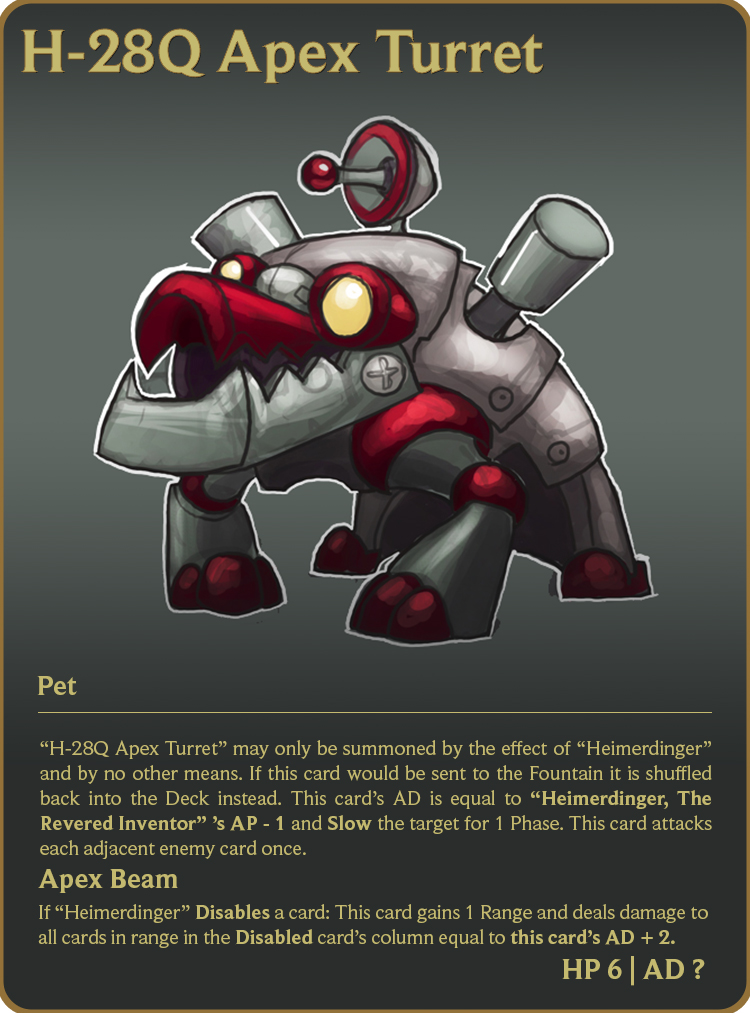 H-28Q Apex Turret
Pet
“H-28Q Apex Turret” may only be summoned by the effect of “Heimerdinger”
and by no other means. If this card would be sent to the Fountain it is shuffled
back into the Deck instead. This card’s AD is equal to “Heimerdinger, The
Revered Inventor” ’s AP - 1 and Slow the target for 1 Phase. This card attacks
each adjacent enemy card once.
Apex Beam
If “Heimerdinger” Disables a card: This card gains 1 Range and deals damage to
all cards in range in the Disabled card’s column equal to this card’s AD + 2.
HP 6 | AD ?